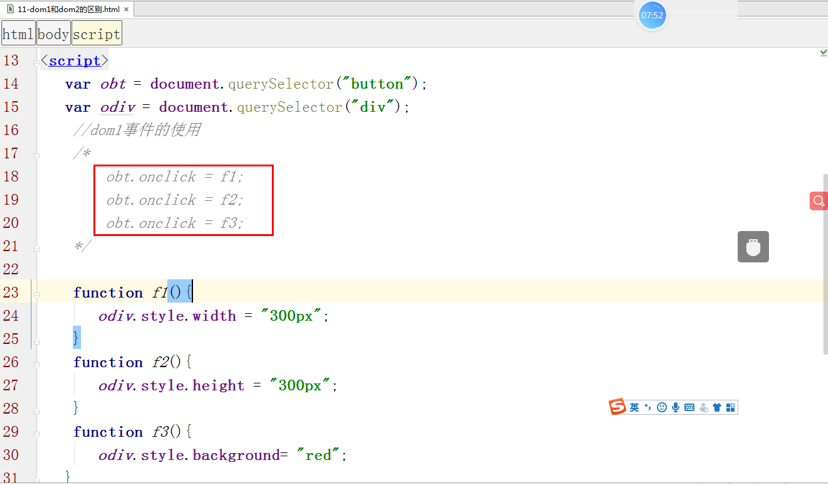 11-dom1和dom2的区别.html ×
07:52
html body script
13 <script>
14 var obt = document.querySelector("button");
15 var odiv = document.querySelector("div");
16 //dom1事件的使用
17 /*
18 obt.onclick = f1;
19 obt.onclick = f2;
20 obt.onclick = f3;
21 */
22
23 function f1(){
24 odiv.style.width = "300px";
25 }
26 function f2(){
27 odiv.style.height = "300px";
28 }
29 function f3(){
30 odiv.style.background= "red";
31 }
S 英